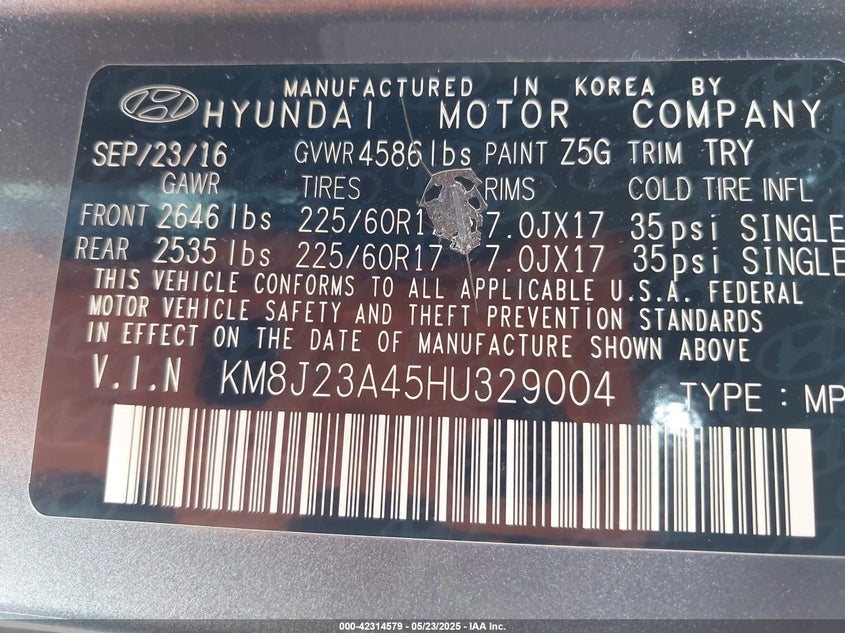 MANUFACTURED IN KOREA BY
HYUNDAI MOTOR COMPANY
SEP/23/16 GVWR 4586 lbs PAINT Z5G TRIM TRY
GAWR TIRES RIMS COLD TIRE INFL
FRONT 2646 lbs 225/60R1 7.0JX17 35psi SINGLE
REAR 2535 lbs 225/60R17 7.0JX17 35psi SINGLE
THIS VEHICLE CONFORMS TO ALL APPLICABLE U.S.A. FEDERAL
MOTOR VEHICLE SAFETY AND THEFT PREVENTION STANDARDS
IN EFFECT ON THE DATE OF MANUFACTURE SHOWN ABOVE
V.I.N KM8J23A45HU329004 TYPE : MP
000-42314579 - 05/23/2025 - IAA Inc.